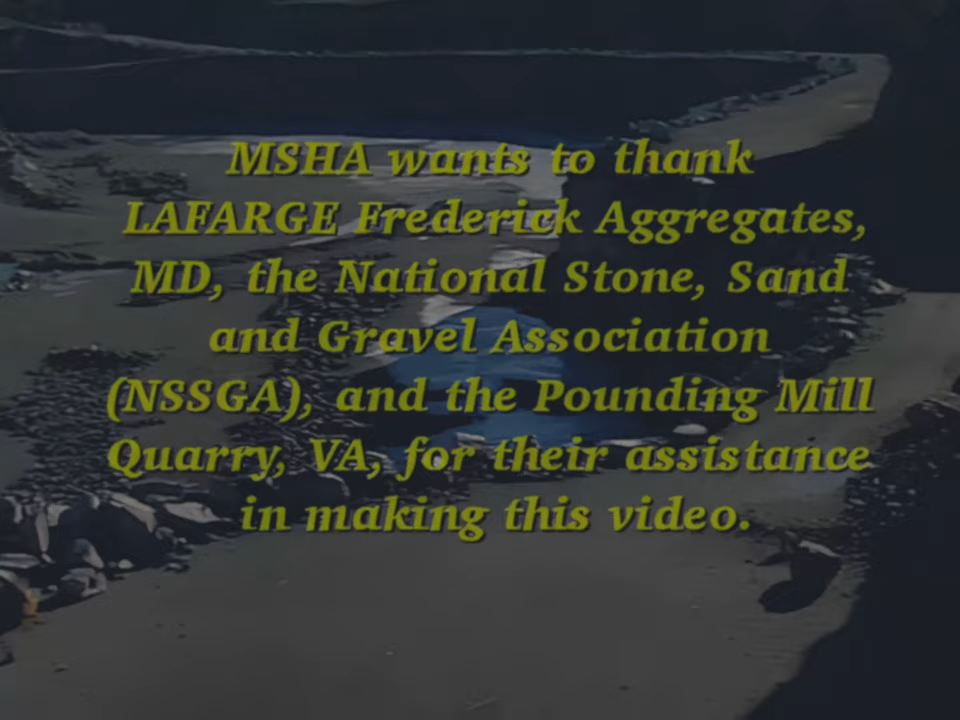 MSHA wants to thank
LAFARGE Frederick Aggregates,
MD, the National Stone, Sand
and Gravel Association
(NSSGA), and the Pounding Mill
Quarry, VA, for their assistance
in making this video.